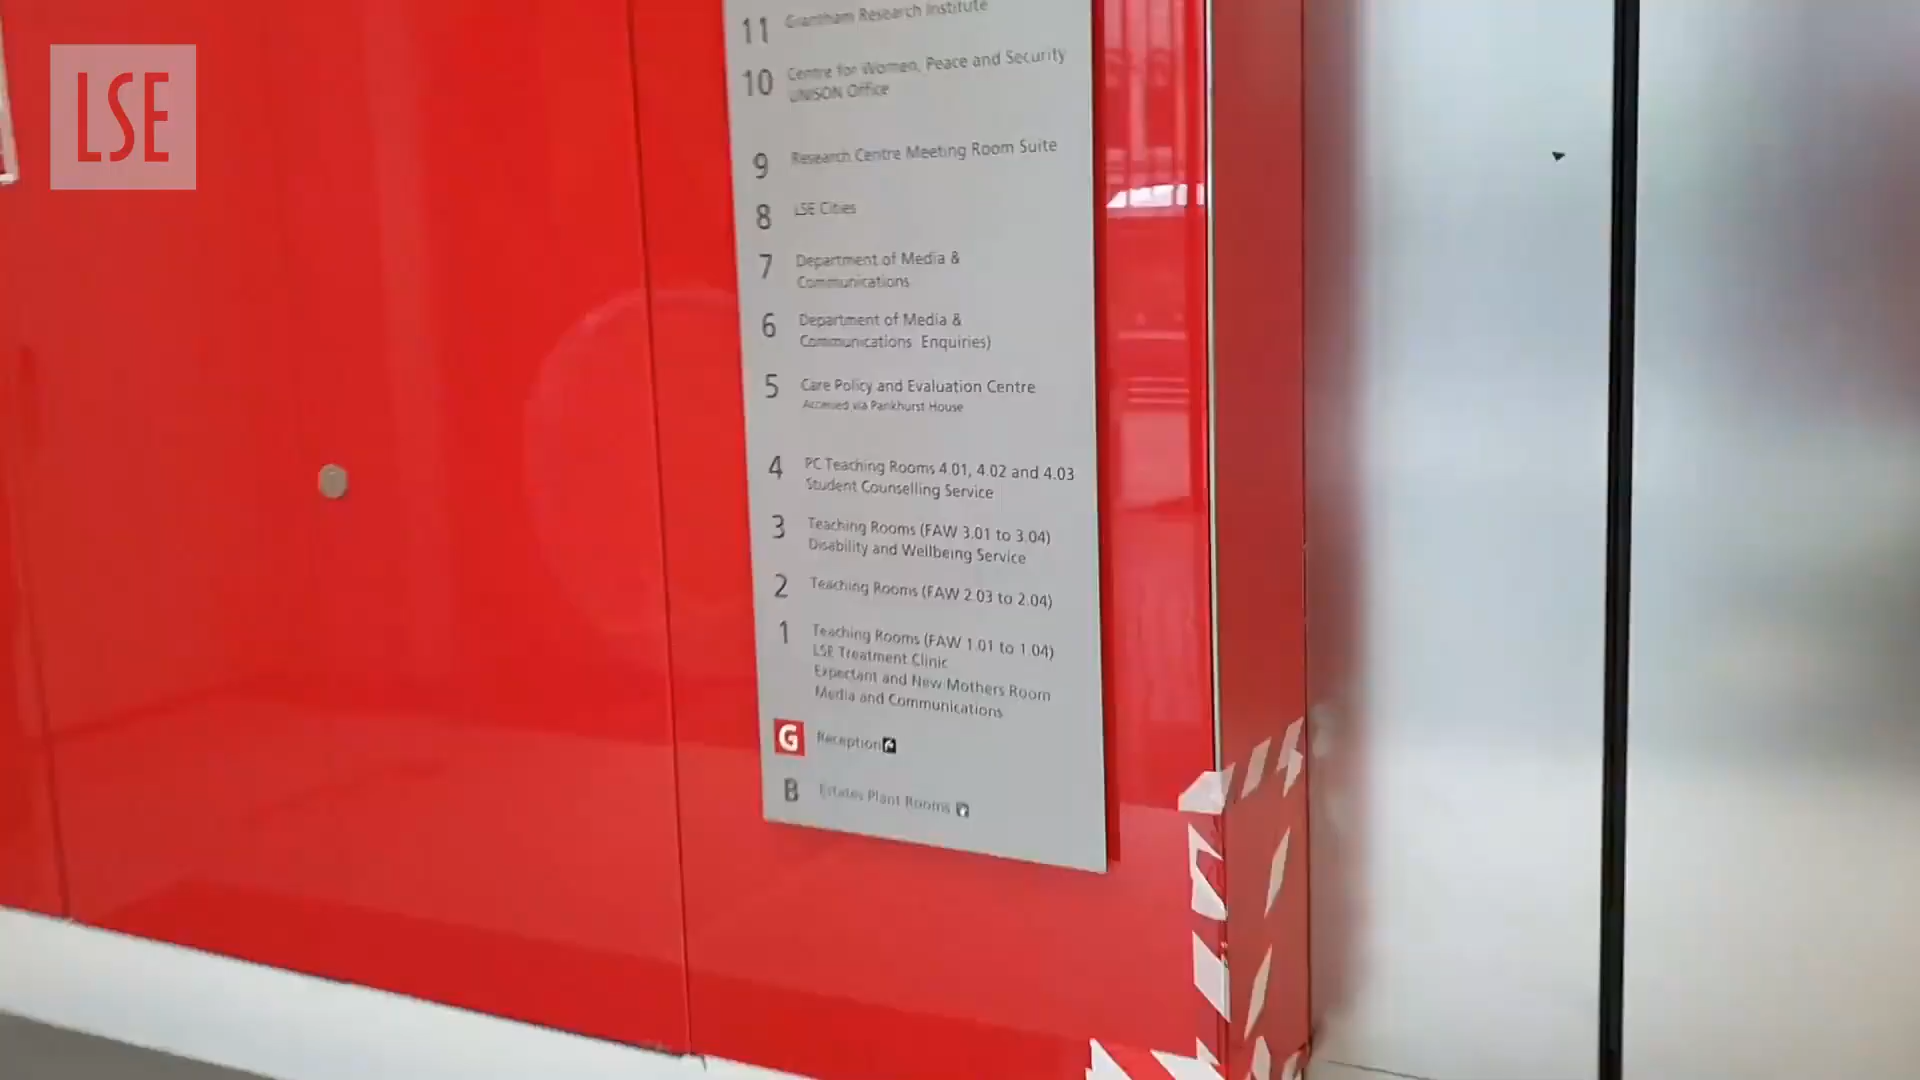 LSE
11 Grantham Research Institute
10 Centre for Women, Peace and Security
UNISON Office
9 Research Centre Meeting Room Suite
8 LSE Cities
7 Department of Media &
Communications
6 Department of Media &
Communications Enquiries)
5 Care Policy and Evaluation Centre
Accessed via Pankhurst House
4 PC Teaching Rooms 4.01, 4.02 and 4.03
Student Counselling Service
3 Teaching Rooms (FAW 3.01 to 3.04)
Disability and Wellbeing Service
2 Teaching Rooms (FAW 2.03 to 2.04)
1 Teaching Rooms (FAW 1.01 to 1.04)
LSE Treatment Clinic
Expectant and New Mothers Room
Media and Communications
G Reception
B Estates Plant Rooms